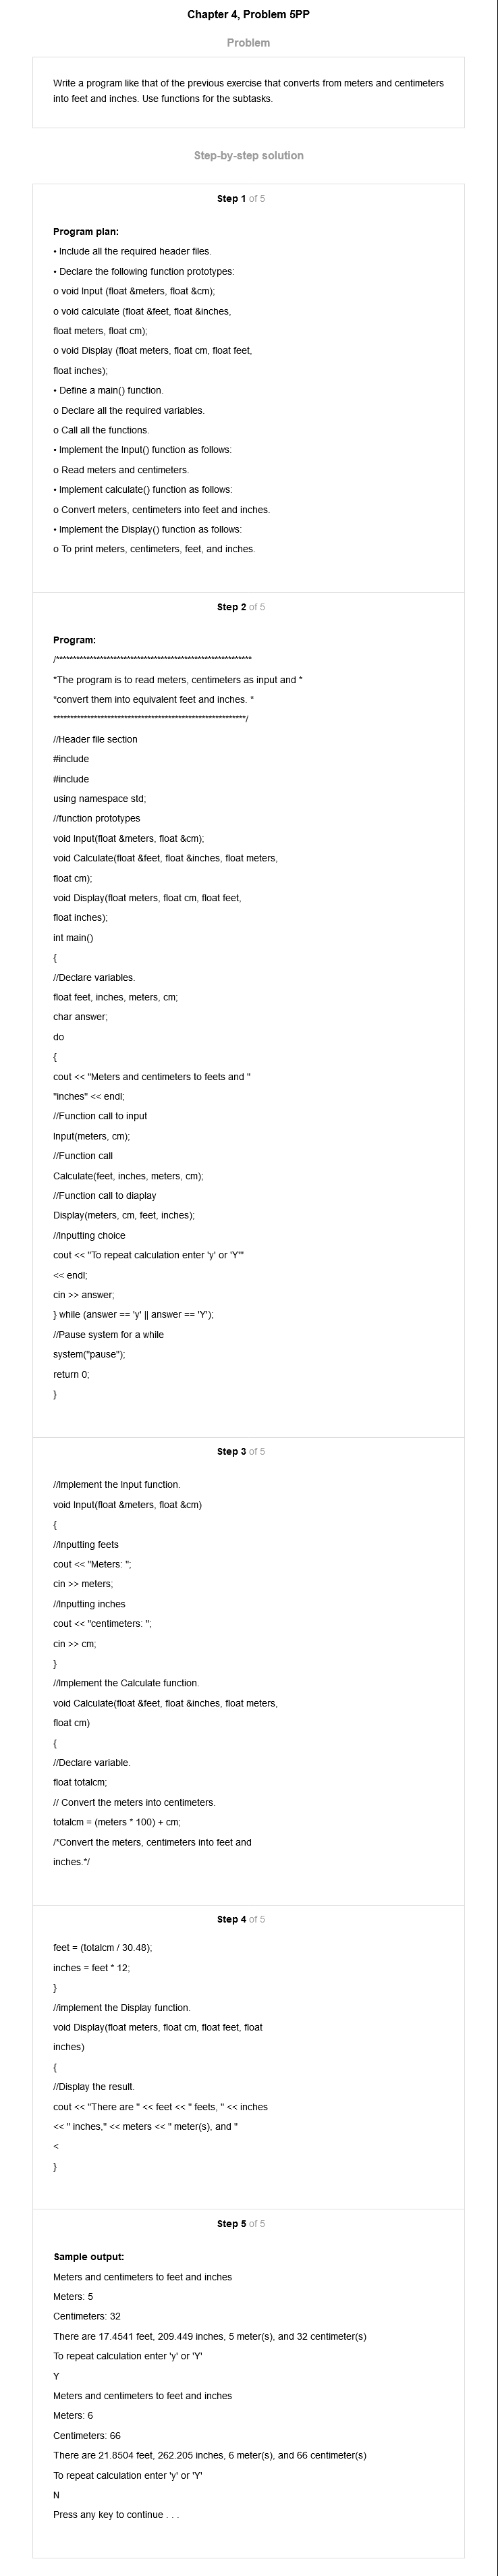 Chapter 4, Problem 5PP
Problem
Write a program like that of the previous exercise that converts from meters and centimeters
into feet and inches. Use functions for the subtasks.
Step-by-step solution
Step 1 of 5
Program plan:
• Include all the required header files.
• Declare the following function prototypes:
o void Input (float &meters, float &cm);
o void calculate (float &feet, float &inches,
float meters, float cm);
o void Display (float meters, float cm, float feet,
float inches);
• Define a main() function.
o Declare all the required variables.
o Call all the functions.
• Implement the Input() function as follows:
o Read meters and centimeters.
• Implement calculate() function as follows:
o Convert meters, centimeters into feet and inches.
• Implement the Display() function as follows:
o To print meters, centimeters, feet, and inches.
Step 2 of 5
Program:
/**********************************************************
*The program is to read meters, centimeters as input and *
*convert them into equivalent feet and inches. *
*********************************************************/
//Header file section
#include
#include
using namespace std;
//function prototypes
void Input(float &meters, float &cm);
void Calculate(float &feet, float &inches, float meters,
float cm);
void Display(float meters, float cm, float feet,
float inches);
int main()
{
//Declare variables.
float feet, inches, meters, cm;
char answer;
do
{
cout << "Meters and centimeters to feets and "
"inches" << endl;
//Function call to input
Input(meters, cm);
//Function call
Calculate(feet, inches, meters, cm);
//Function call to diaplay
Display(meters, cm, feet, inches);
//Inputting choice
cout << "To repeat calculation enter 'y' or 'Y'"
<< endl;
cin >> answer;
} while (answer == 'y' || answer == 'Y');
//Pause system for a while
system("pause");
return 0;
}
Step 3 of 5
//Implement the Input function.
void Input(float &meters, float &cm)
{
//Inputting feets
cout << "Meters: ";
cin >> meters;
//Inputting inches
cout << "centimeters: ";
cin >> cm;
}
//Implement the Calculate function.
void Calculate(float &feet, float &inches, float meters,
float cm)
{
//Declare variable.
float totalcm;
// Convert the meters into centimeters.
totalcm = (meters * 100) + cm;
/*Convert the meters, centimeters into feet and
inches.*/
Step 4 of 5
feet = (totalcm / 30.48);
inches = feet * 12;
}
//implement the Display function.
void Display(float meters, float cm, float feet, float
inches)
{
//Display the result.
cout << "There are " << feet << " feets, " << inches
<< " inches," << meters << " meter(s), and "
<
}
Step 5 of 5
Sample output:
Meters and centimeters to feet and inches
Meters: 5
Centimeters: 32
There are 17.4541 feet, 209.449 inches, 5 meter(s), and 32 centimeter(s)
To repeat calculation enter 'y' or 'Y'
Y
Meters and centimeters to feet and inches
Meters: 6
Centimeters: 66
There are 21.8504 feet, 262.205 inches, 6 meter(s), and 66 centimeter(s)
To repeat calculation enter 'y' or 'Y'
N
Press any key to continue . . .